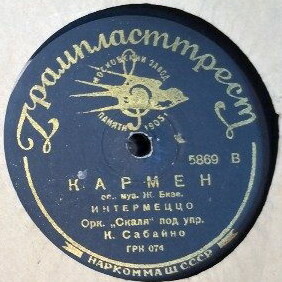 Грампласттрест
МОСКОВСКИЙ ЗАВОД
ПАМЯТИ 1905 Г.
5869 В
КАРМЕН
оп., муз. Ж. Бизе.
ИНТЕРМЕЦЦО
Орк. „Скаля" под упр.
К. Сабайно
ГРК 074
НАРКОММАШ СССР